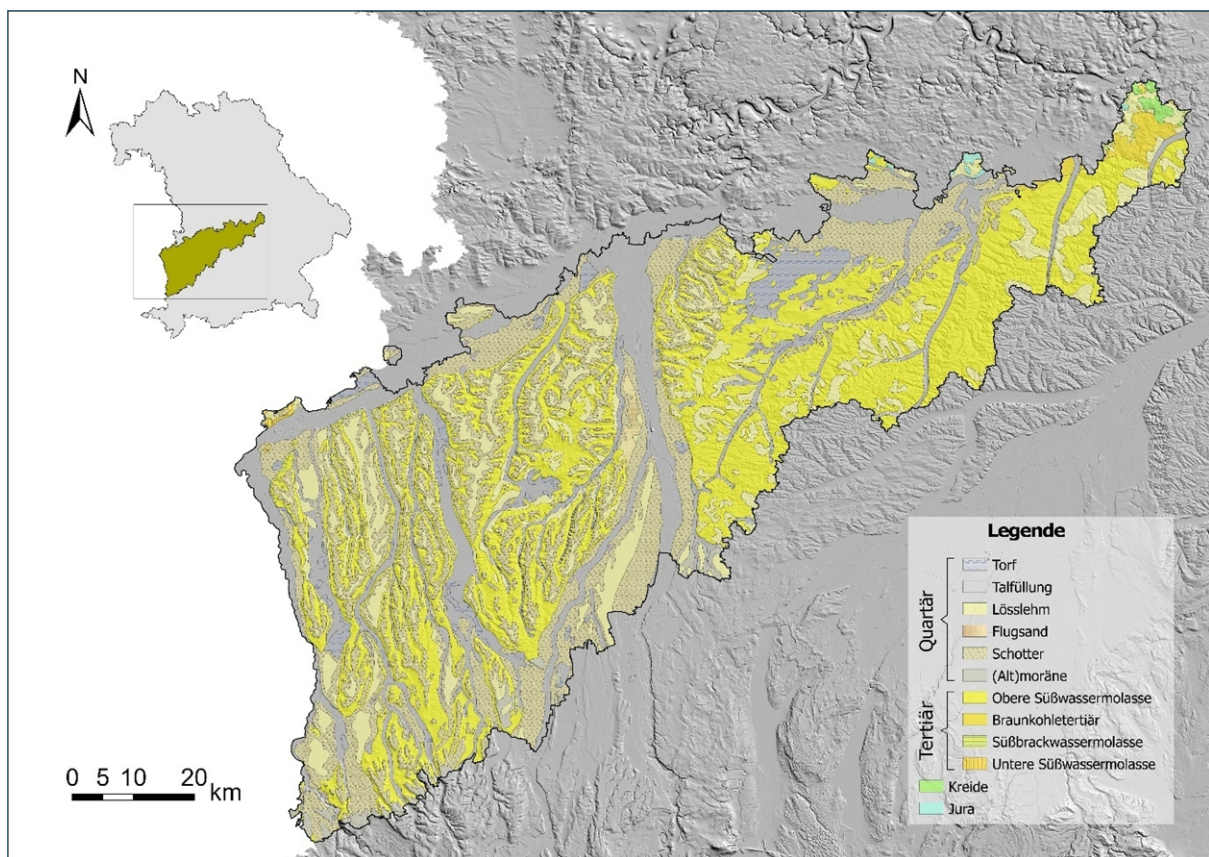 N
0 5 10 20
km
Legende
Quartär
Torf
Talfüllung
Lösslehm
Flugsand
Schotter
(Alt)moräne
Tertiär
Obere Süßwassermolasse
Braunkohletertiär
Süßbrackwassermolasse
Untere Süßwassermolasse
Kreide
Jura